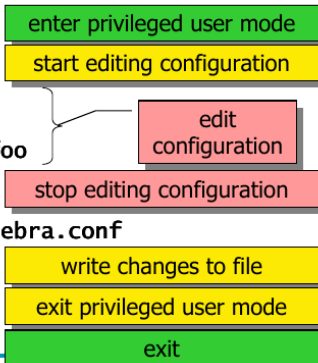 enter privileged user mode
start editing configuration
edit
configuration
oo
stop editing configuration
ebra.conf
write changes to file
exit privileged user mode
exit